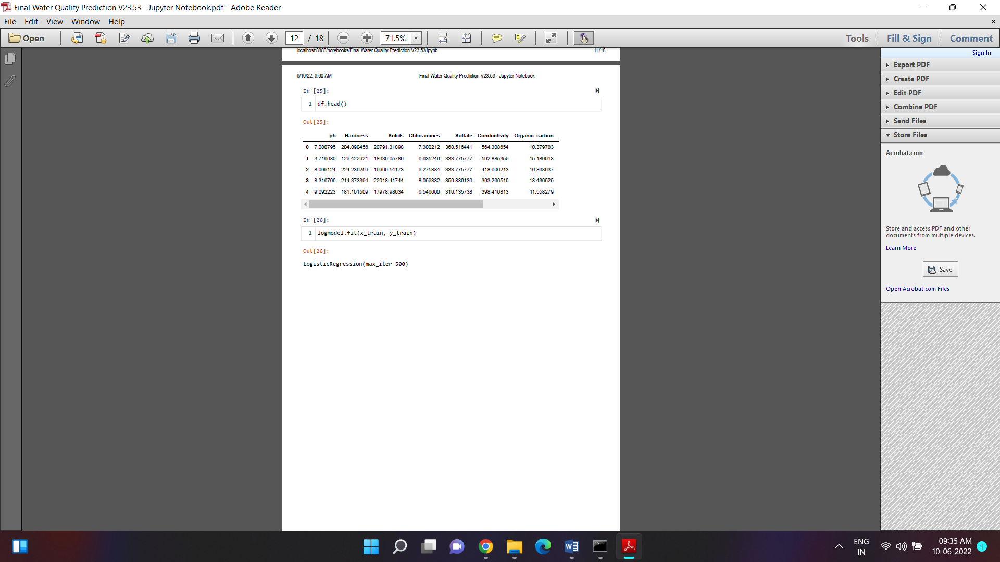 Final Water Quality Prediction V23.53 - Jupyter Notebook.pdf - Adobe Reader
File Edit View Window Help
Open 12 / 18 71.5% Tools Fill & Sign Comment
localhost:8888/notebooks/Final Water Quality Prediction V23.53.ipynb 11/18
Sign In
Export PDF
Create PDF
Edit PDF
Combine PDF
Send Files
Store Files
Acrobat.com
Store and access PDF and other
documents from multiple devices.
Learn More
Save
Open Acrobat.com Files
6/10/22, 9:00 AM Final Water Quality Prediction V23.53 - Jupyter Notebook
In [25]:
1 df.head()
Out[25]:
ph Hardness Solids Chloramines Sulfate Conductivity Organic_carbon
0 7.080795 204.890456 20791.31898 7.300212 368.516441 564.308654 10.379783
1 3.716080 129.422921 18630.05786 6.635246 333.775777 592.885359 15.180013
2 8.099124 224.236259 19909.54173 9.275884 333.775777 418.606213 16.868637
3 8.316766 214.373394 22018.41744 8.059332 356.886136 363.266516 18.436525
4 9.092223 181.101509 17978.98634 6.546600 310.135738 398.410813 11.558279
In [26]:
1 logmodel.fit(x_train, y_train)
Out[26]:
LogisticRegression(max_iter=500)
ENG
IN
09:35 AM
10-06-2022
1